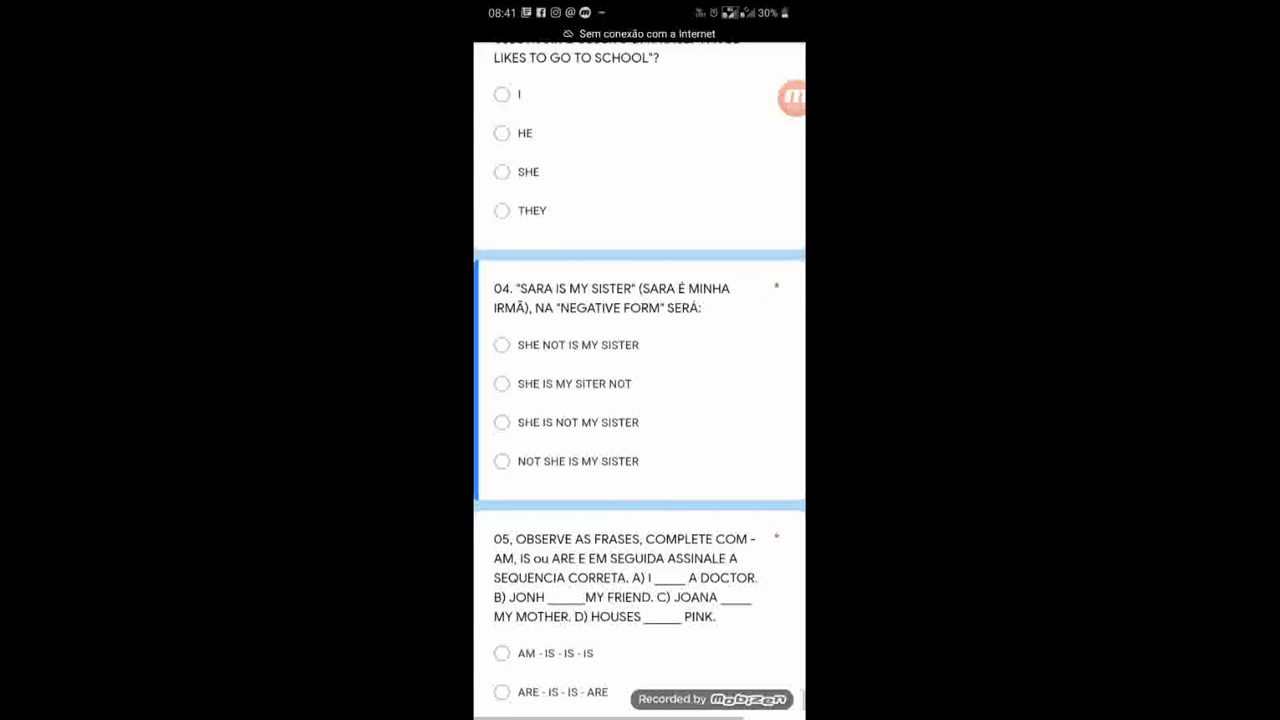 08:41
30%
Sem conexão com a Internet
LIKES TO GO TO SCHOOL"?
I
HE
SHE
THEY
04. "SARA IS MY SISTER" (SARA É MINHA *
IRMÃ), NA "NEGATIVE FORM" SERÁ:
SHE NOT IS MY SISTER
SHE IS MY SITER NOT
SHE IS NOT MY SISTER
NOT SHE IS MY SISTER
05, OBSERVE AS FRASES, COMPLETE COM - *
AM, IS ou ARE E EM SEGUIDA ASSINALE A
SEQUENCIA CORRETA. A) I _____ A DOCTOR.
B) JONH ______MY FRIEND. C) JOANA _____
MY MOTHER. D) HOUSES ______ PINK.
AM - IS - IS - IS
ARE - IS - IS - ARE
Recorded by mobizen